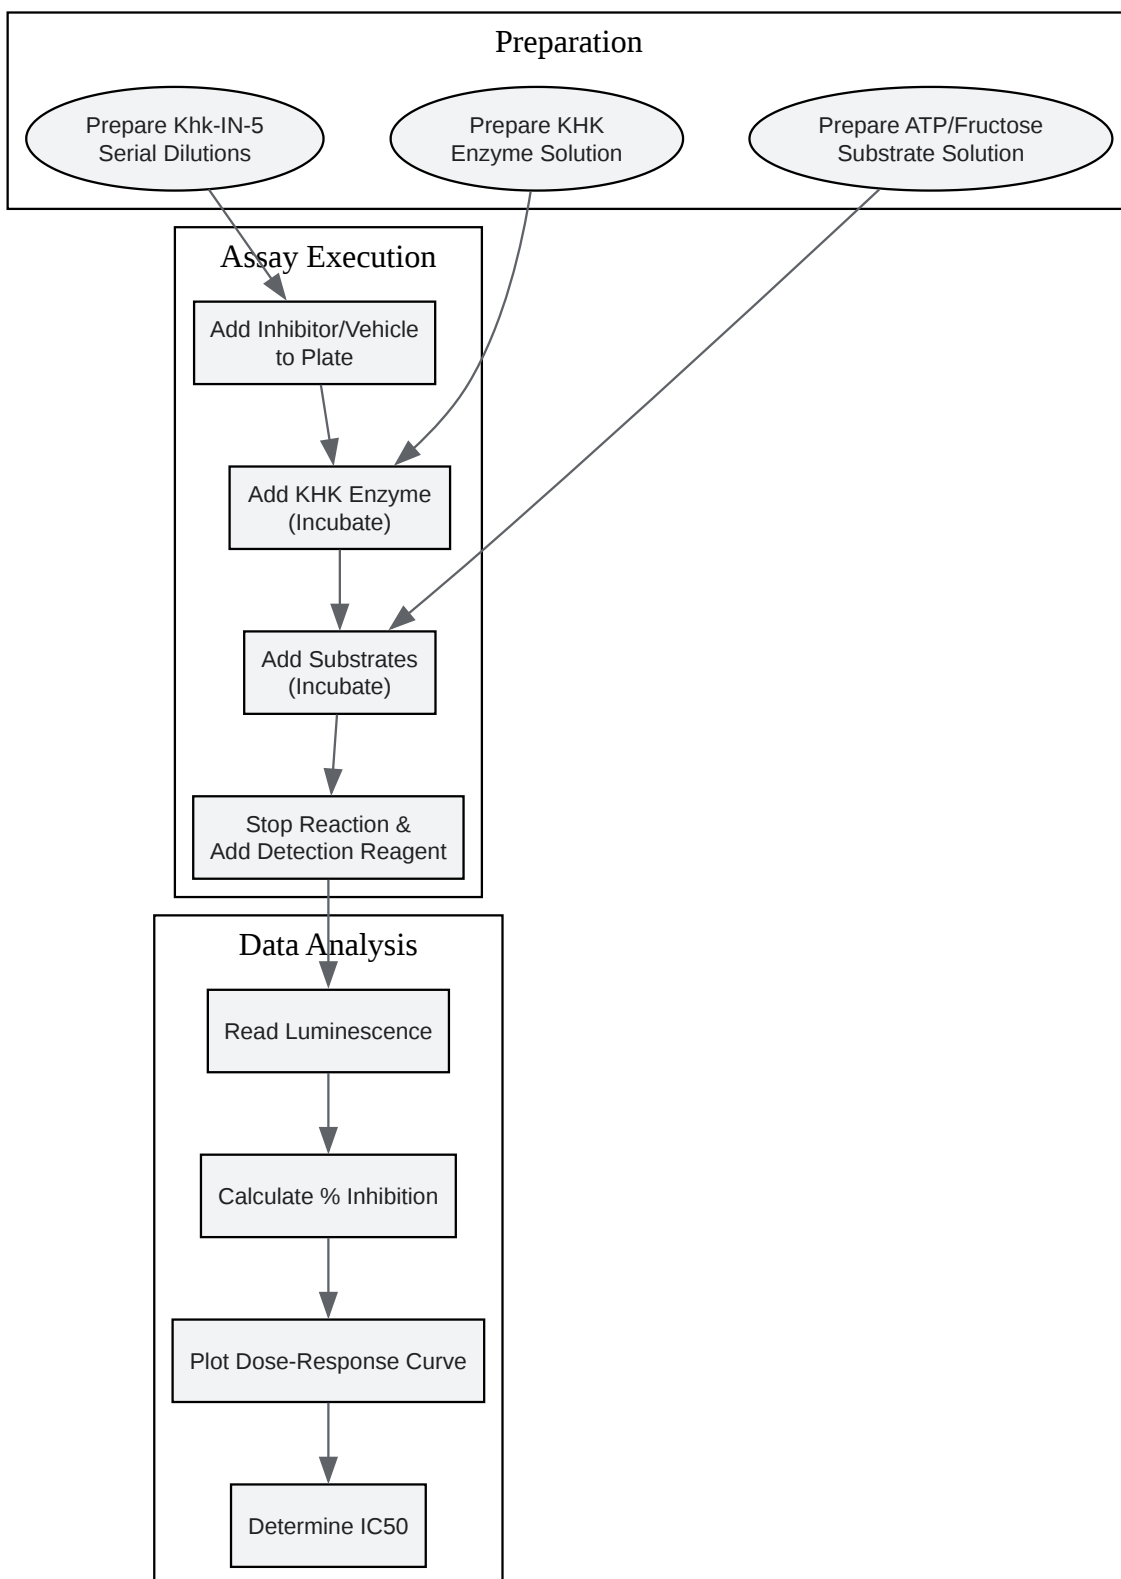 Preparation
Prepare Khk-IN-5
Serial Dilutions
Prepare KHK
Enzyme Solution
Prepare ATP/Fructose
Substrate Solution
Assay Execution
Add Inhibitor/Vehicle
to Plate
Add KHK Enzyme
(Incubate)
Add Substrates
(Incubate)
Stop Reaction &
Add Detection Reagent
Data Analysis
Read Luminescence
Calculate % Inhibition
Plot Dose-Response Curve
Determine IC50